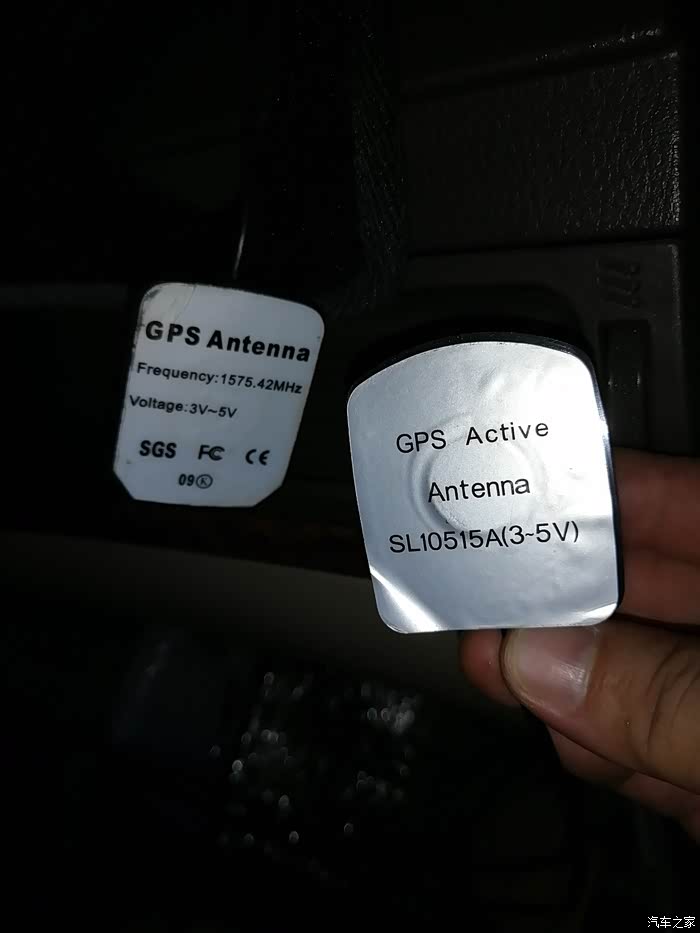 GPS Antenna
Frequency:1575.42MHz
Voltage:3V~5V
SGS FC CE
09Ⓚ
GPS Active
Antenna
SL10515A(3~5V)
汽车之家